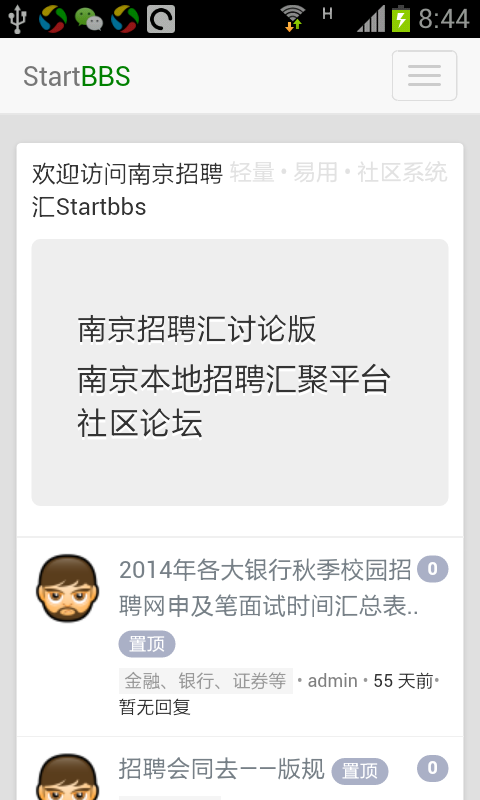 H 8:44
StartBBS
欢迎访问南京招聘 轻量 • 易用 • 社区系统
汇Startbbs
南京招聘汇讨论版
南京本地招聘汇聚平台
社区论坛
2014年各大银行秋季校园招 0
聘网申及笔面试时间汇总表..
置顶
金融、银行、证券等 • admin • 55 天前•
暂无回复
招聘会同去——版规 置顶 0